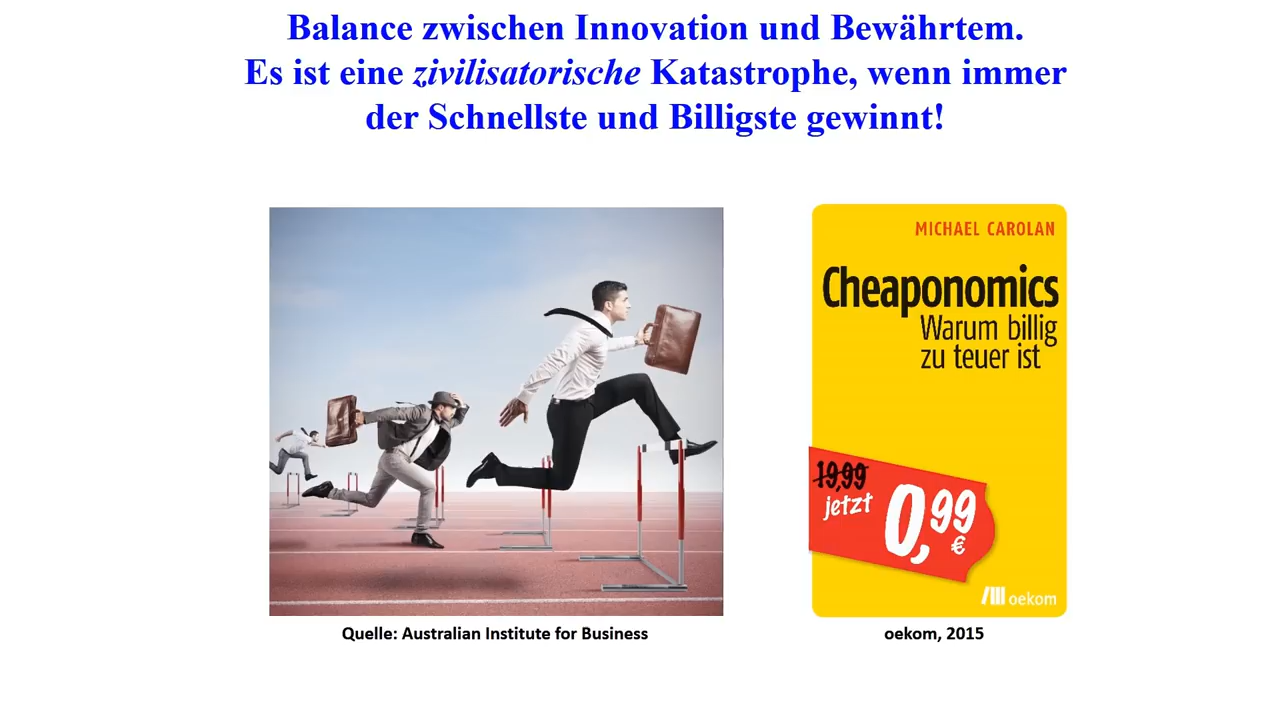 Balance zwischen Innovation und Bewährtem.
Es ist eine zivilisatorische Katastrophe, wenn immer
der Schnellste und Billigste gewinnt!
MICHAEL CAROLAN
Cheaponomics
Warum billig
zu teuer ist
19,99
jetzt 0,99
€
oekom
Quelle: Australian Institute for Business
oekom, 2015